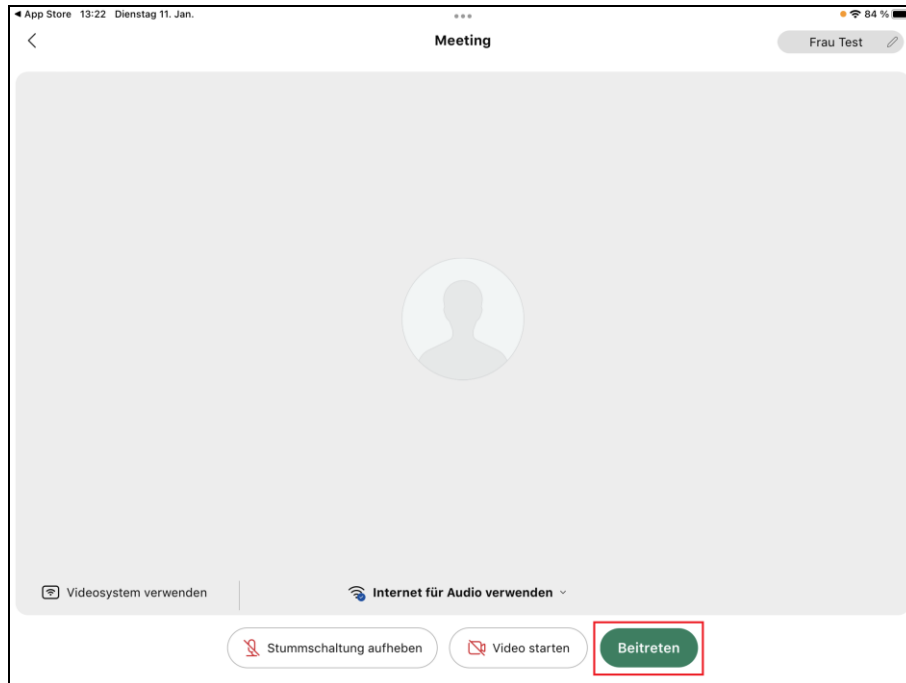 App Store 13:22 Dienstag 11. Jan. 84 %
Meeting Frau Test
Videosystem verwenden Internet für Audio verwenden
Stummschaltung aufheben Video starten Beitreten